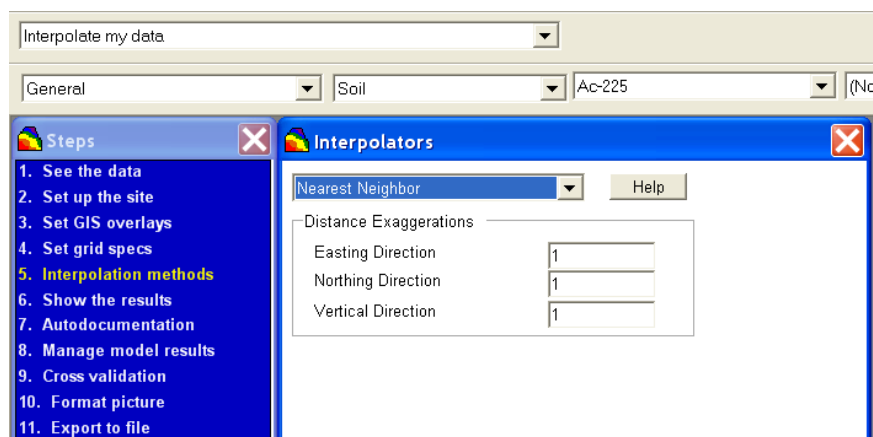 Interpolate my data
General
Soil
Ac-225
(No
Steps
1. See the data
2. Set up the site
3. Set GIS overlays
4. Set grid specs
5. Interpolation methods
6. Show the results
7. Autodocumentation
8. Manage model results
9. Cross validation
10. Format picture
11. Export to file
Interpolators
Nearest Neighbor
Help
Distance Exaggerations
Easting Direction 1
Northing Direction 1
Vertical Direction 1